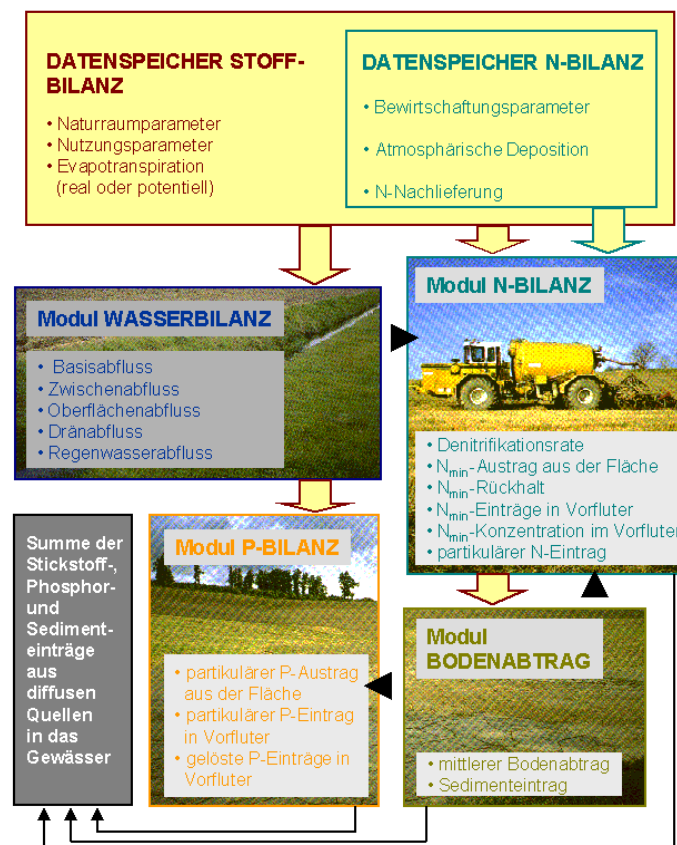 DATENSPEICHER STOFF-
BILANZ
• Naturraumparameter
• Nutzungsparameter
• Evapotranspiration
(real oder potentiell)
DATENSPEICHER N-BILANZ
• Bewirtschaftungsparameter
• Atmosphärische Deposition
• N-Nachlieferung
Modul WASSERBILANZ
• Basisabfluss
• Zwischenabfluss
• Oberflächenabfluss
• Dränabfluss
• Regenwasserabfluss
Modul N-BILANZ
• Denitrifikationsrate
• Nmin-Austrag aus der Fläche
• Nmin-Rückhalt
• Nmin-Einträge in Vorfluter
• Nmin-Konzentration im Vorfluter
• partikulärer N-Eintrag
Summe der
Stickstoff-,
Phosphor-
und
Sediment-
einträge
aus
diffusen
Quellen
in das
Gewässer
Modul P-BILANZ
• partikulärer P-Austrag
aus der Fläche
• partikulärer P-Eintrag
in Vorfluter
• gelöste P-Einträge in
Vorfluter
Modul
BODENABTRAG
• mittlerer Bodenabtrag
• Sedimenteintrag